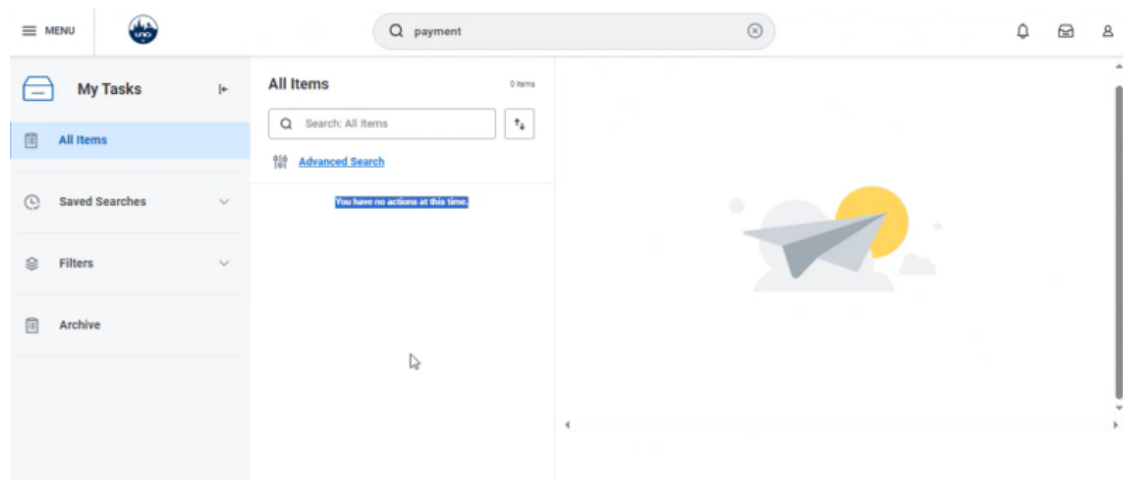 MENU
UNG
payment
My Tasks
All Items
Saved Searches
Filters
Archive
All Items
0 items
Search: All Items
Advanced Search
You have no actions at this time.